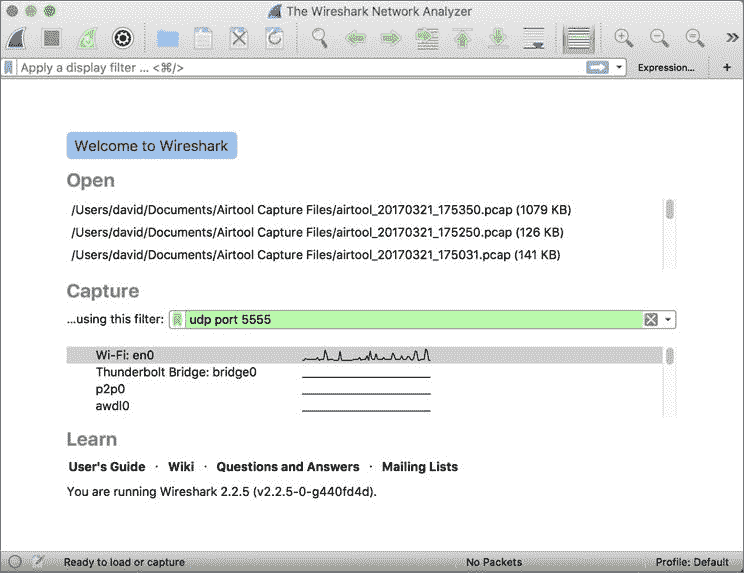 The Wireshark Network Analyzer
Apply a display filter ... <⌘/>
Expression...
+
Welcome to Wireshark
Open
/Users/david/Documents/Airtool Capture Files/airtool_20170321_175350.pcap (1079 KB)
/Users/david/Documents/Airtool Capture Files/airtool_20170321_175250.pcap (126 KB)
/Users/david/Documents/Airtool Capture Files/airtool_20170321_175031.pcap (141 KB)
Capture
...using this filter: udp port 5555
Wi-Fi: en0
Thunderbolt Bridge: bridge0
p2p0
awdl0
Learn
User's Guide · Wiki · Questions and Answers · Mailing Lists
You are running Wireshark 2.2.5 (v2.2.5-0-g440fd4d).
Ready to load or capture No Packets Profile: Default